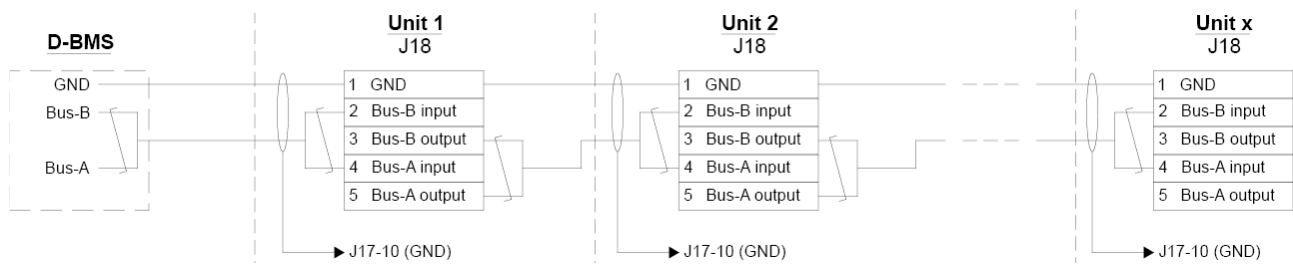 D-BMS
GND
Bus-B
Bus-A
Unit 1
J18
1 GND
2 Bus-B input
3 Bus-B output
4 Bus-A input
5 Bus-A output
J17-10 (GND)
Unit 2
J18
1 GND
2 Bus-B input
3 Bus-B output
4 Bus-A input
5 Bus-A output
J17-10 (GND)
Unit x
J18
1 GND
2 Bus-B input
3 Bus-B output
4 Bus-A input
5 Bus-A output
J17-10 (GND)